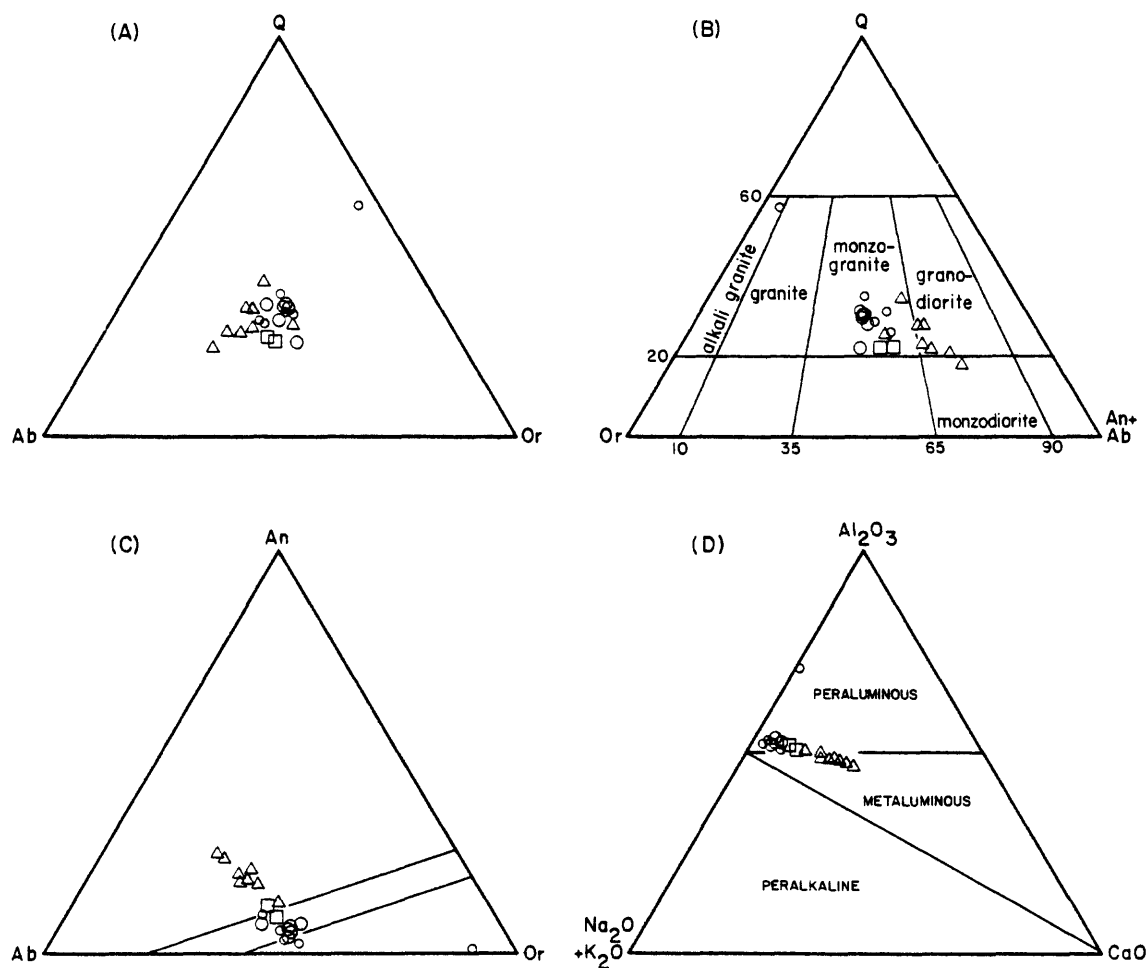 (A)
Q
Ab
Or
(B)
Q
60
20
alkali granite
granite
monzo-
granite
grano-
diorite
monzodiorite
Or
An+
Ab
10
35
65
90
(C)
An
Ab
Or
(D)
Al2O3
PERALUMINOUS
METALUMINOUS
PERALKALINE
Na2O
+K2O
CaO